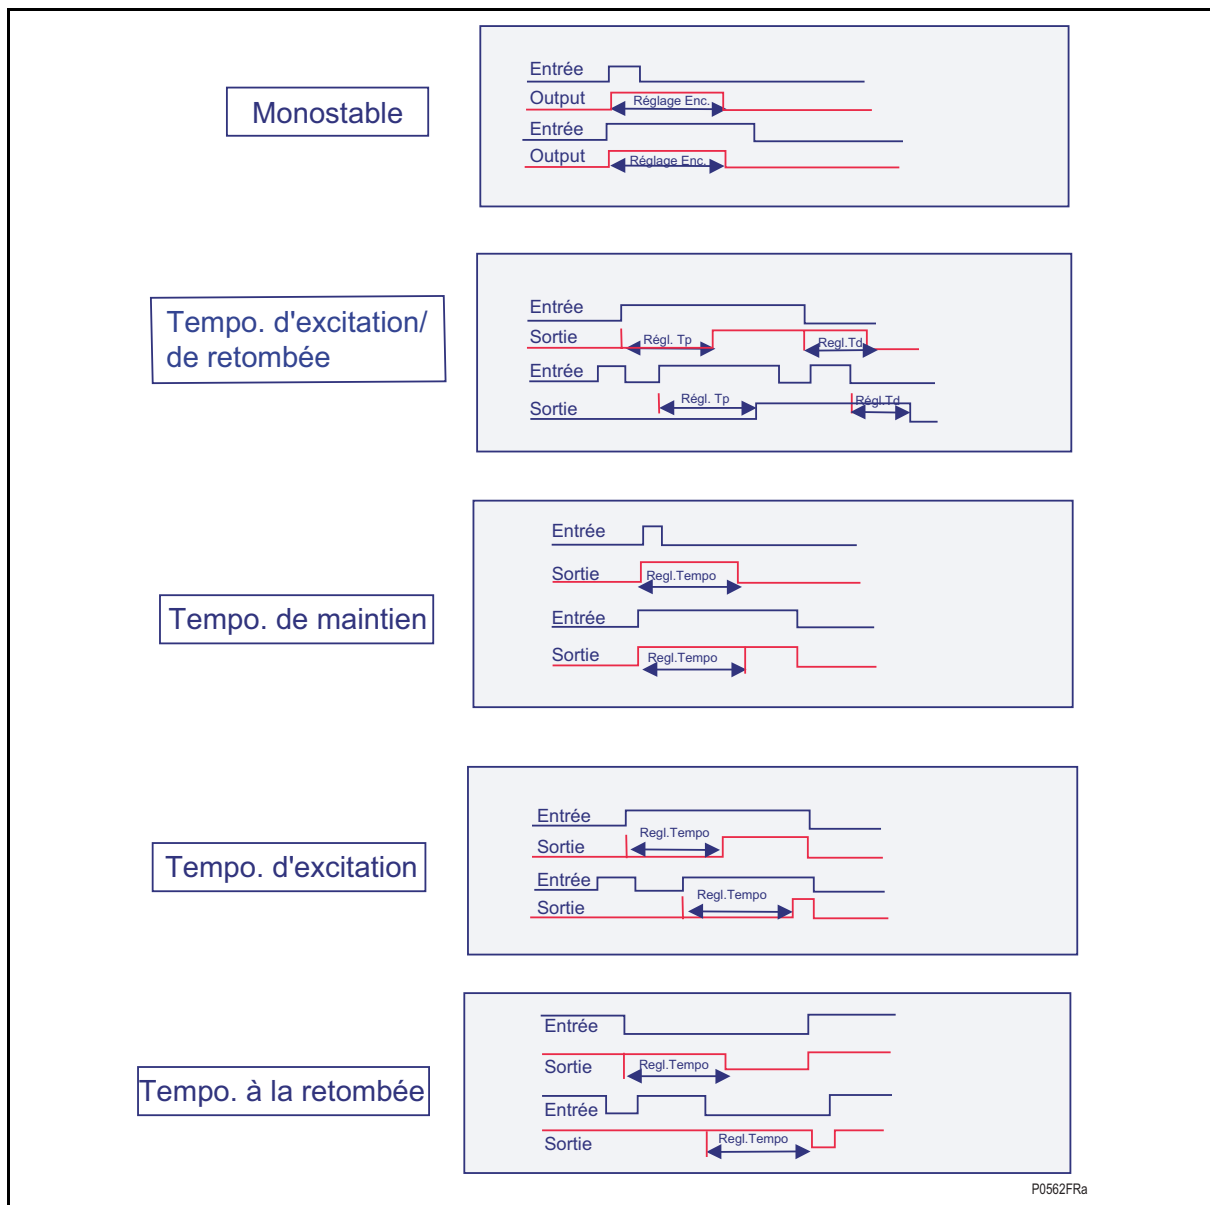 Monostable
Entrée
Output
Réglage Enc.
Entrée
Output
Réglage Enc.
Tempo. d'excitation/
de retombée
Entrée
Sortie
Régl. Tp
Regl.Td
Entrée
Sortie
Régl. Tp
Régl.Td
Tempo. de maintien
Entrée
Sortie
Regl.Tempo
Entrée
Sortie
Regl.Tempo
Tempo. d'excitation
Entrée
Sortie
Regl.Tempo
Entrée
Sortie
Regl.Tempo
Tempo. à la retombée
Entrée
Sortie
Regl.Tempo
Entrée
Sortie
Regl.Tempo
P0562FRa